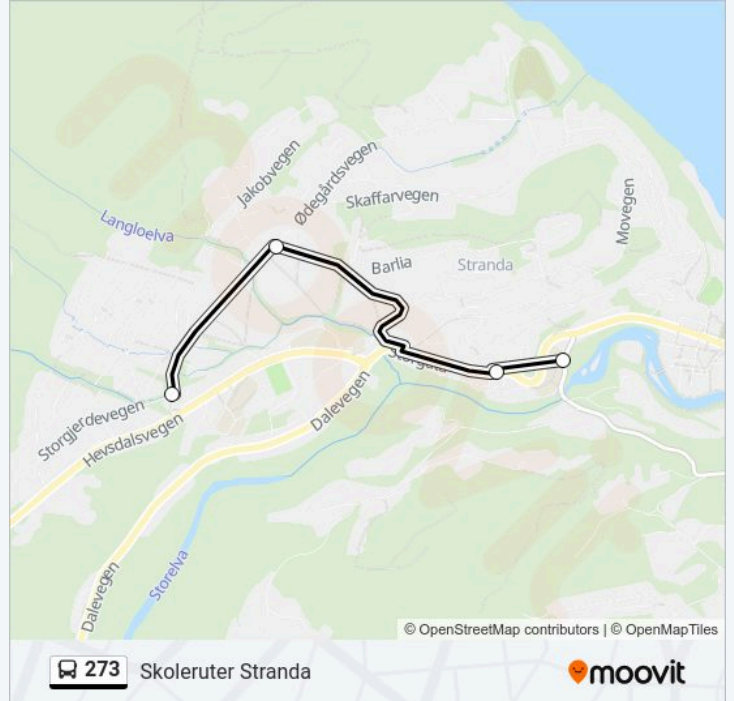 Jakobvegen
Ødegårdsvegen
Skaffarvegen
Movegen
Langloelva
Barlia
Stranda
Storgata
Storgjerdevegen
Hevsdalsvegen
Dalevegen
Storelva
Dalevegen
© OpenStreetMap contributors | © OpenMapTiles
273 Skoleruter Stranda
moovit